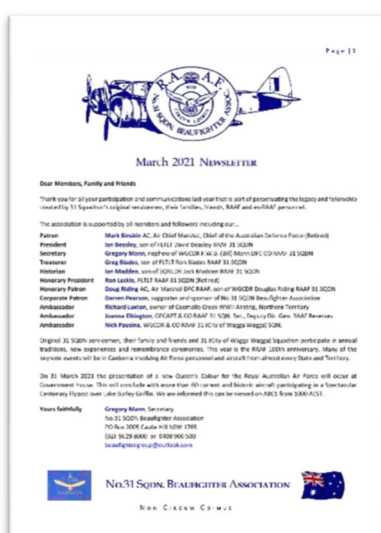 Page | 1
R.A.A.F.
No.31 SQDN. BEAUFIGHTER ASSOC.
March 2021 NEWSLETTER
Dear Members, Family and Friends
Thank you for all your participation and communications last year that is part of perpetuating the legacy and fellowship
created by 31 Squadron's original servicemen, their families, friends, RAAF and ex-RAAF personnel.
The association is supported by all members and followers including our...
Patron Mark Binskin AC, Air Chief Marshal, Chief of the Australian Defence Force (Retired)
President Ian Beasley, son of FLTLT David Beasley RAAF 31 SQDN
Secretary Gregory Mann, nephew of WGCDR F.W.B. (Bill) Mann DFC CO RAAF 31 SQDN
Treasurer Greg Blades, son of FLTLT Ron Blades RAAF 31 SQDN
Historian Ian Madden, son of SQNLDR Jack Madden RAAF 31 SQDN
Honorary President Ron Leckie, FLTLT RAAF 31 SQDN (Retired)
Honorary Patron Doug Riding AO, Air Marshal DFC RAAF, son of WGCDR Douglas Riding RAAF 31 SQDN
Corporate Patron Darren Pearson, supporter and sponsor of No.31 SQDN Beaufighter Association
Ambassador Richard Luxton, owner of Coomalie Creek WWII Airstrip, Northern Territory
Ambassador Joanne Elkington, GPCAPT & CO RAAF 31 SQN. Dir. Gen. RAAF Reserves
Ambassador Nick Pausina, WGCDR & CO RAAF 31 (City of Wagga Wagga) SQN.
Original 31 SQDN servicemen, their family and friends and 31 (City of Wagga Wagga) Squadron participate in annual
traditions, new experiences and remembrance ceremonies. This year is the RAAF 100th anniversary. Many of the
keynote events will be in Canberra involving Air Force personnel and aircraft from almost every State and Territory.
On 31 March 2021 the presentation of a new Queen's Colour for the Royal Australian Air Force will occur at
Government House. This will conclude with more than 60 current and historic aircraft participating in a Spectacular
Centenary Flypast over Lake Burley Griffin. We are informed this can be viewed on ABC1 from 1000 AEST.
Yours faithfully Gregory Mann, Secretary
No.31 SQDN Beaufighter Association
PO Box 2005 Castle Hill NSW 1765
(02) 9629 8000 or 0408 900 500
beaufightergroup@outlook.com
No.31 SQDN. BEAUFIGHTER ASSOCIATION
NON CIRCUM COIMUS